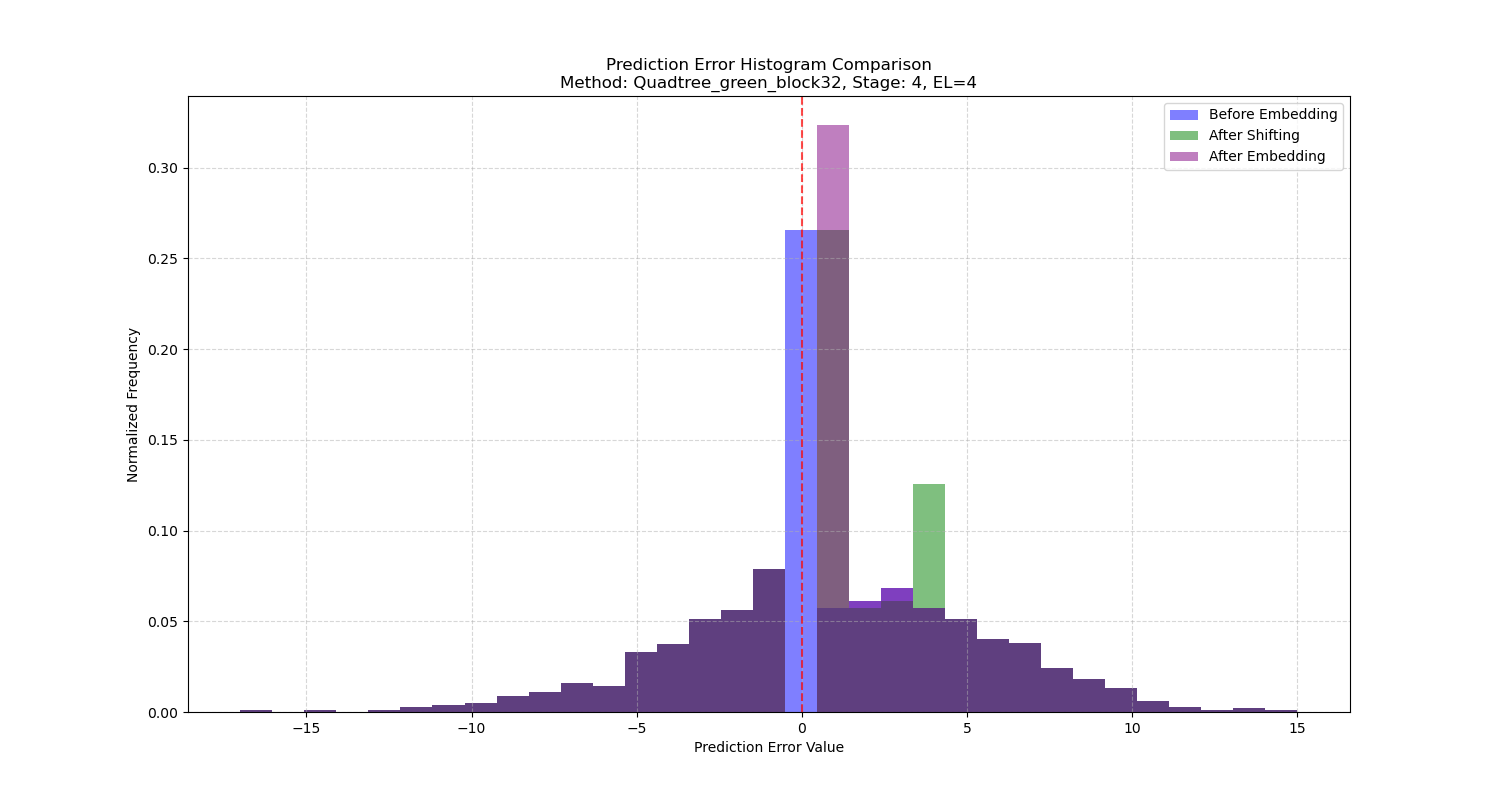 Prediction Error Histogram Comparison
Method: Quadtree_green_block32, Stage: 4, EL=4
Before Embedding
After Shifting
After Embedding
Normalized Frequency
0.30
0.25
0.20
0.15
0.10
0.05
0.00
−15
−10
−5
0
5
10
15
Prediction Error Value